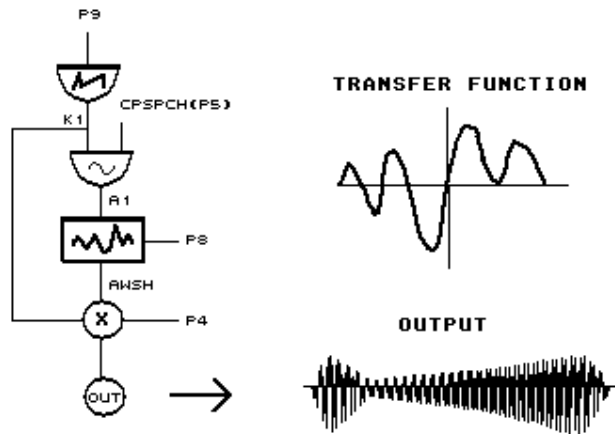 P9
TRANSFER FUNCTION
CPSPCH(P5)
K1
A1
P8
AWSH
X
P4
OUTPUT
OUT